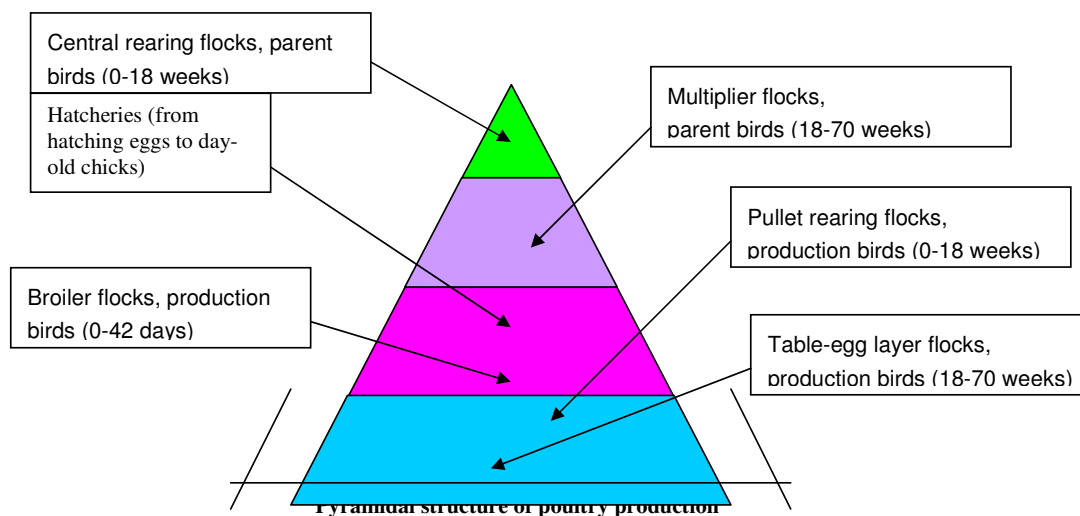 Central rearing flocks, parent
birds (0-18 weeks)
Hatcheries (from
hatching eggs to day-
old chicks)
Multiplier flocks,
parent birds (18-70 weeks)
Pullet rearing flocks,
production birds (0-18 weeks)
Broiler flocks, production
birds (0-42 days)
Table-egg layer flocks,
production birds (18-70 weeks)
Pyramidal structure of poultry production